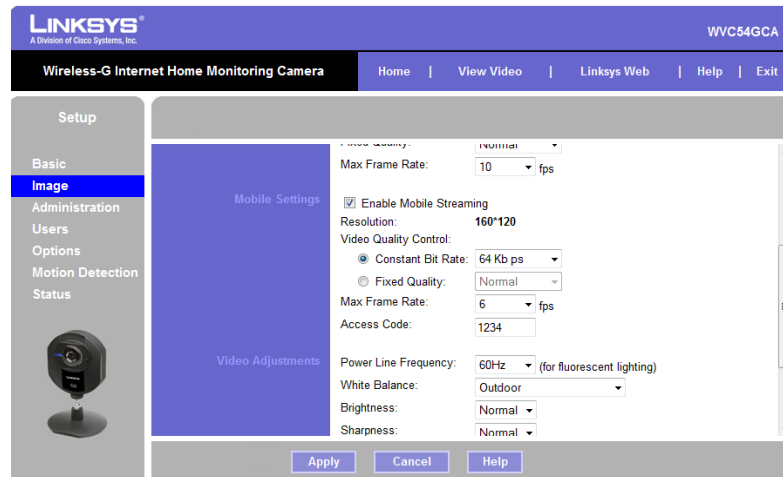 LINKSYS®
A Division of Cisco Systems, Inc.
WVC54GCA
Wireless-G Internet Home Monitoring Camera
Home | View Video | Linksys Web | Help | Exit
Setup
Basic
Image
Administration
Users
Options
Motion Detection
Status
Fixed Quality: Normal
Max Frame Rate: 10 fps
Mobile Settings
Enable Mobile Streaming
Resolution: 160*120
Video Quality Control:
Constant Bit Rate: 64 Kb ps
Fixed Quality: Normal
Max Frame Rate: 6 fps
Access Code: 1234
Video Adjustments
Power Line Frequency: 60Hz (for fluorescent lighting)
White Balance: Outdoor
Brightness: Normal
Sharpness: Normal
Apply Cancel Help